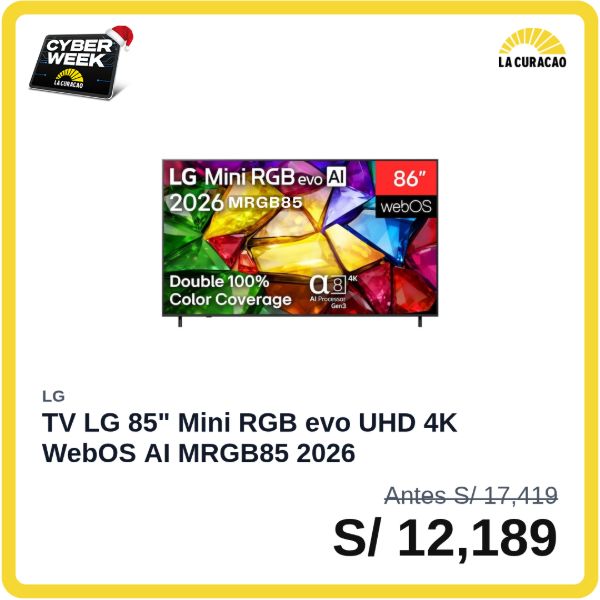 CYBER
WEEK
LA CURACAO
LA CURACAO
LG Mini RGB evo AI
86"
2026 MRGB85
webOS
Double 100%
Color Coverage
α8 4K
AI Processor
Gen3
LG
TV LG 85" Mini RGB evo UHD 4K
WebOS AI MRGB85 2026
Antes S/ 17,419
S/ 12,189